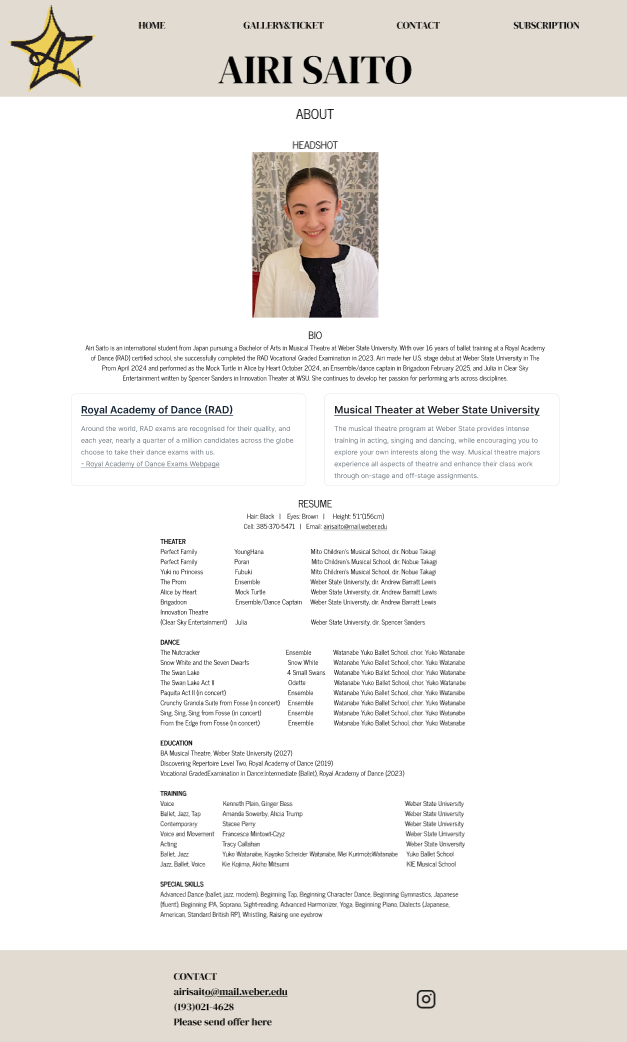 A
HOME GALLERY&TICKET CONTACT SUBSCRIPTION
AIRI SAITO
ABOUT
HEADSHOT
BIO
Airi Saito is an international student from Japan pursuing a Bachelor of Arts in Musical Theatre at Weber State University. With over 16 years of ballet training at a Royal Academy
of Dance (RAD) certified school, she successfully completed the RAD Vocational Graded Examination in 2023. Airi made her U.S. stage debut at Weber State University in The
Prom April 2024 and performed as the Mock Turtle in Alice by Heart October 2024, an Ensemble/dance captain in Brigadoon February 2025, and Julia in Clear Sky
Entertainment written by Spencer Sanders in Innovation Theater at WSU. She continues to develop her passion for performing arts across disciplines.
Royal Academy of Dance (RAD)
Around the world, RAD exams are recognised for their quality, and
each year, nearly a quarter of a million candidates across the globe
choose to take their dance exams with us.
- Royal Academy of Dance Exams Webpage
Musical Theater at Weber State University
The musical theatre program at Weber State provides intense
training in acting, singing and dancing, while encouraging you to
explore your own interests along the way. Musical theatre majors
experience all aspects of theatre and enhance their class work
through on-stage and off-stage assignments.
RESUME
Hair: Black | Eyes: Brown | Height: 5'1"(156cm)
Cell: 385-370-5471 | Email: airisaito@mail.weber.edu
THEATER
Perfect Family YoungHana Mito Children's Musical School, dir. Nobue Takagi
Perfect Family Poran Mito Children's Musical School, dir. Nobue Takagi
Yuki no Princess Fubuki Mito Children's Musical School, dir. Nobue Takagi
The Prom Ensemble Weber State University, dir. Andrew Barratt Lewis
Alice by Heart Mock Turtle Weber State University, dir. Andrew Barratt Lewis
Brigadoon Ensemble/Dance Captain Weber State University, dir. Andrew Barratt Lewis
Innovation Theatre
(Clear Sky Entertainment) Julia Weber State University, dir. Spencer Sanders
DANCE
The Nutcracker Ensemble Watanabe Yuko Ballet School, chor. Yuko Watanabe
Snow White and the Seven Dwarfs Snow White Watanabe Yuko Ballet School, chor. Yuko Watanabe
The Swan Lake 4 Small Swans Watanabe Yuko Ballet School, chor. Yuko Watanabe
The Swan Lake Act II Odette Watanabe Yuko Ballet School, chor. Yuko Watanabe
Paquita Act II (in concert) Ensemble Watanabe Yuko Ballet School, chor. Yuko Watanabe
Crunchy Granola Suite from Fosse (in concert) Ensemble Watanabe Yuko Ballet School, chor. Yuko Watanabe
Sing, Sing, Sing from Fosse (in concert) Ensemble Watanabe Yuko Ballet School, chor. Yuko Watanabe
From the Edge from Fosse (in concert) Ensemble Watanabe Yuko Ballet School, chor. Yuko Watanabe
EDUCATION
BA Musical Theatre, Weber State University (2027)
Discovering Repertoire Level Two, Royal Academy of Dance (2019)
Vocational GradedExamination in Dance:Intermediate (Ballet), Royal Academy of Dance (2023)
TRAINING
Voice Kenneth Plain, Ginger Bess Weber State University
Ballet, Jazz, Tap Amanda Sowerby, Alicia Trump Weber State University
Contemporary Stacee Perry Weber State University
Voice and Movement Francesca Mintowt-Czyz Weber State University
Acting Tracy Callahan Weber State University
Ballet, Jazz Yuko Watanabe, Kayoko Schreider Watanabe, Mei KurimotoWatanabe Yuko Ballet School
Jazz, Ballet, Voice Kie Kojima, Akiho Mitsumi KIE Musical School
SPECIAL SKILLS
Advanced Dance (ballet, jazz, modern), Beginning Tap, Beginning Character Dance, Beginning Gymnastics, Japanese
(fluent), Beginning IPA, Soprano, Sight-reading, Advanced Harmonizer, Yoga, Beginning Piano, Dialects (Japanese,
American, Standard British RP), Whistling, Raising one eyebrow
CONTACT
airisaito@mail.weber.edu
(193)021-4628
Please send offer here